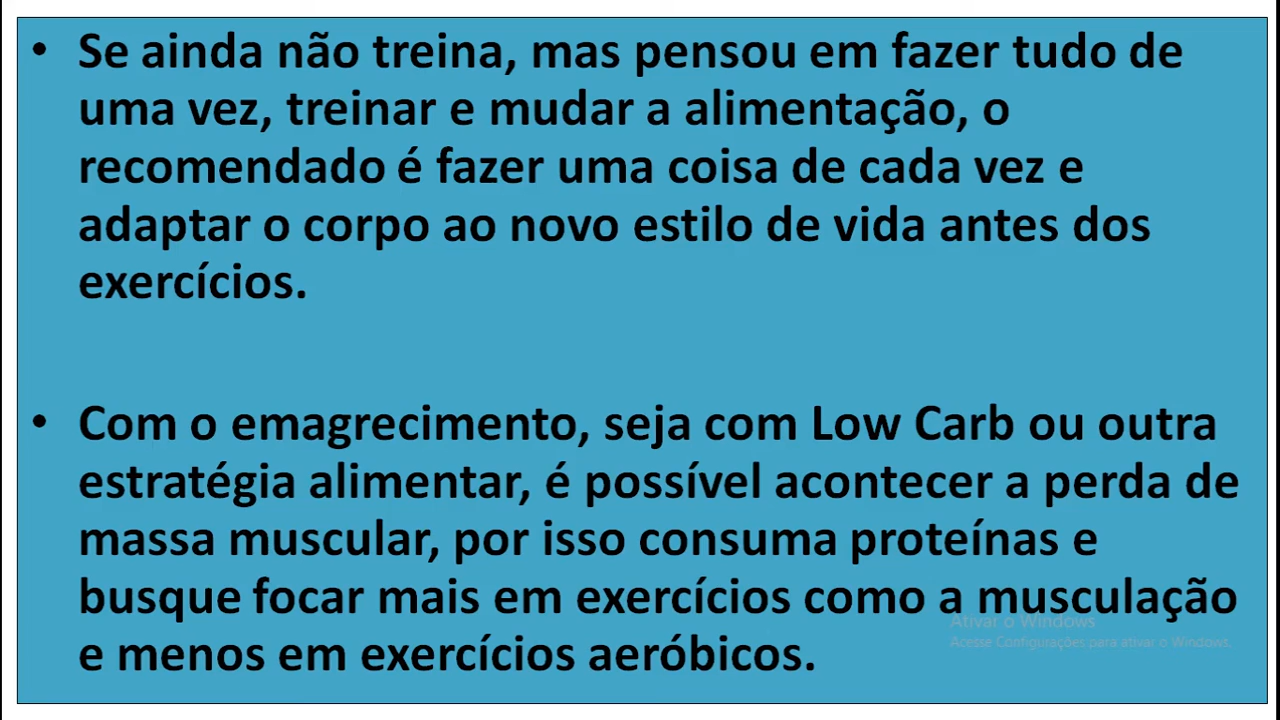 • Se ainda não treina, mas pensou em fazer tudo de
uma vez, treinar e mudar a alimentação, o
recomendado é fazer uma coisa de cada vez e
adaptar o corpo ao novo estilo de vida antes dos
exercícios.
• Com o emagrecimento, seja com Low Carb ou outra
estratégia alimentar, é possível acontecer a perda de
massa muscular, por isso consuma proteínas e
busque focar mais em exercícios como a musculação
e menos em exercícios aeróbicos.
Ativar o Windows
Acesse Configurações para ativar o Windows.